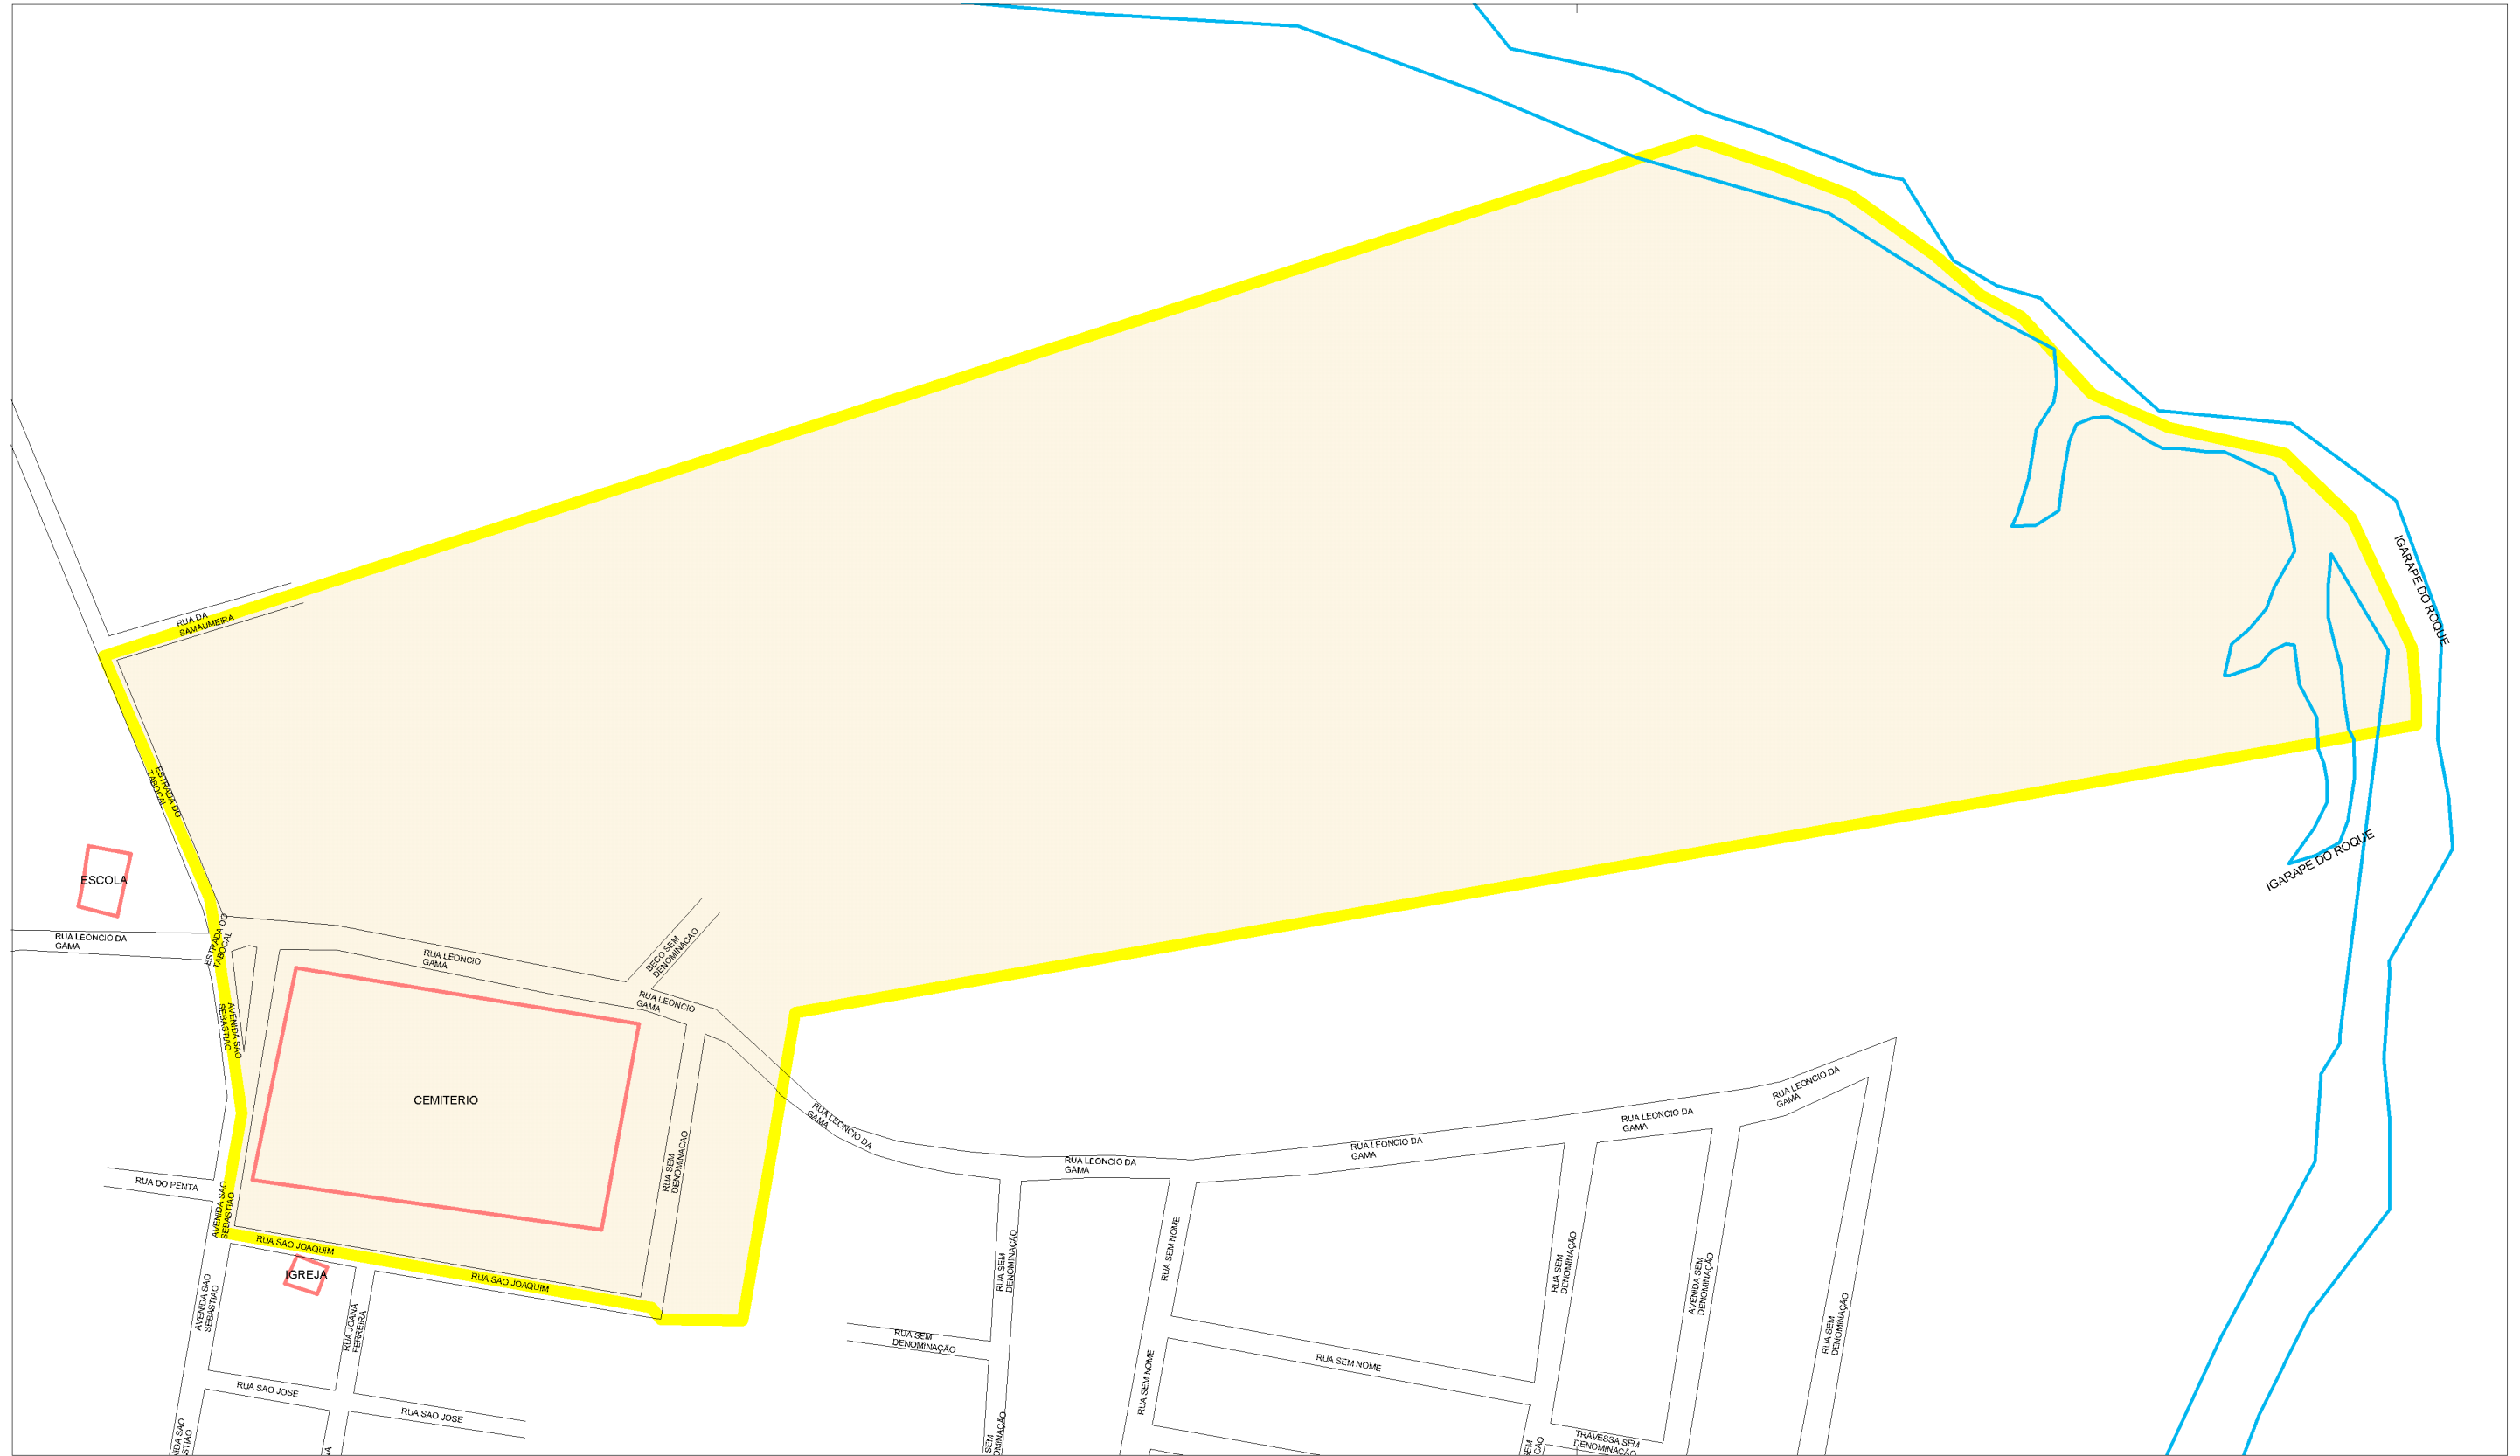 IGARAPE DO ROQUE
RUA DA
SAMAUMEIRA
ESTRADA DO
TABOCAL
IGARAPE DO ROQUE
ESCOLA
RUA LEONCIO DA
GAMA
ESTRADA DO
TABOCAL
RUA LEONCIO
GAMA
BECO SEM
DENOMINACAO
RUA LEONCIO
GAMA
AVENIDA SAO
SEBASTIAO
CEMITERIO
RUA LEONCIO DA
GAMA
RUA LEONCIO DA
GAMA
RUA LEONCIO DA
GAMA
RUA LEONCIO DA
GAMA
RUA LEONCIO DA
GAMA
RUA DO PENTA
RUA SEM
DENOMINACAO
AVENIDA SAO
SEBASTIAO
RUA SAO JOAQUIM
IGREJA
RUA SAO JOAQUIM
RUA SEM
DENOMINAÇÃO
RUA SEM NOME
RUA SEM
DENOMINAÇÃO
AVENIDA SEM
DENOMINAÇÃO
RUA SEM
DENOMINAÇÃO
AVENIDA SAO
SEBASTIAO
RUA JOANA
FERREIRA
RUA SEM
DENOMINAÇÃO
RUA SEM NOME
RUA SEM NOME
RUA SAO JOSE
RUA SAO JOSE
TRAVESSA SEM
DENOMINAÇÃO